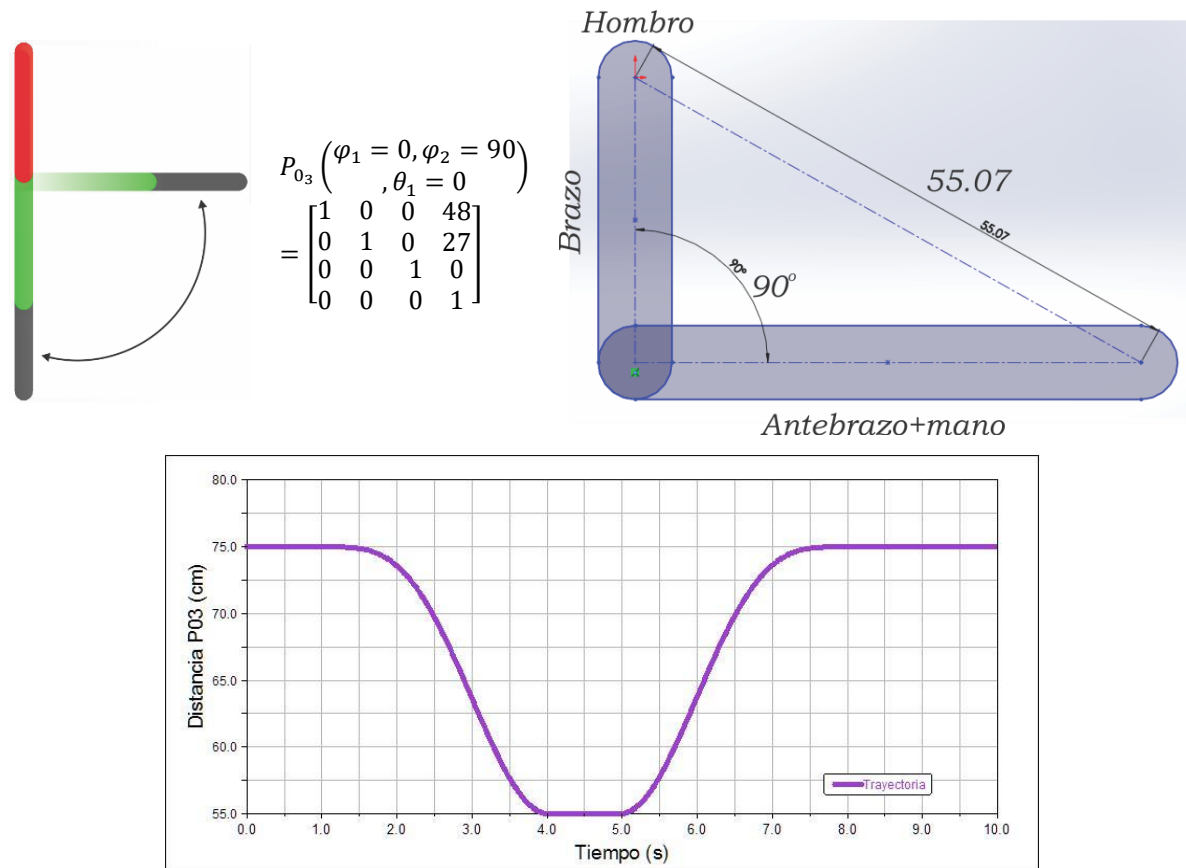 Hombro
P₀₃ (φ₁ = 0, φ₂ = 90
, θ₁ = 0)
= [1 0 0 48
0 1 0 27
0 0 1 0
0 0 0 1]
Brazo
55.07
55.07
90°
90°
Antebrazo+mano
80.0
75.0
70.0
65.0
60.0
55.0
Distancia P03 (cm)
Trayectoria
0.0 1.0 2.0 3.0 4.0 5.0 6.0 7.0 8.0 9.0 10.0
Tiempo (s)